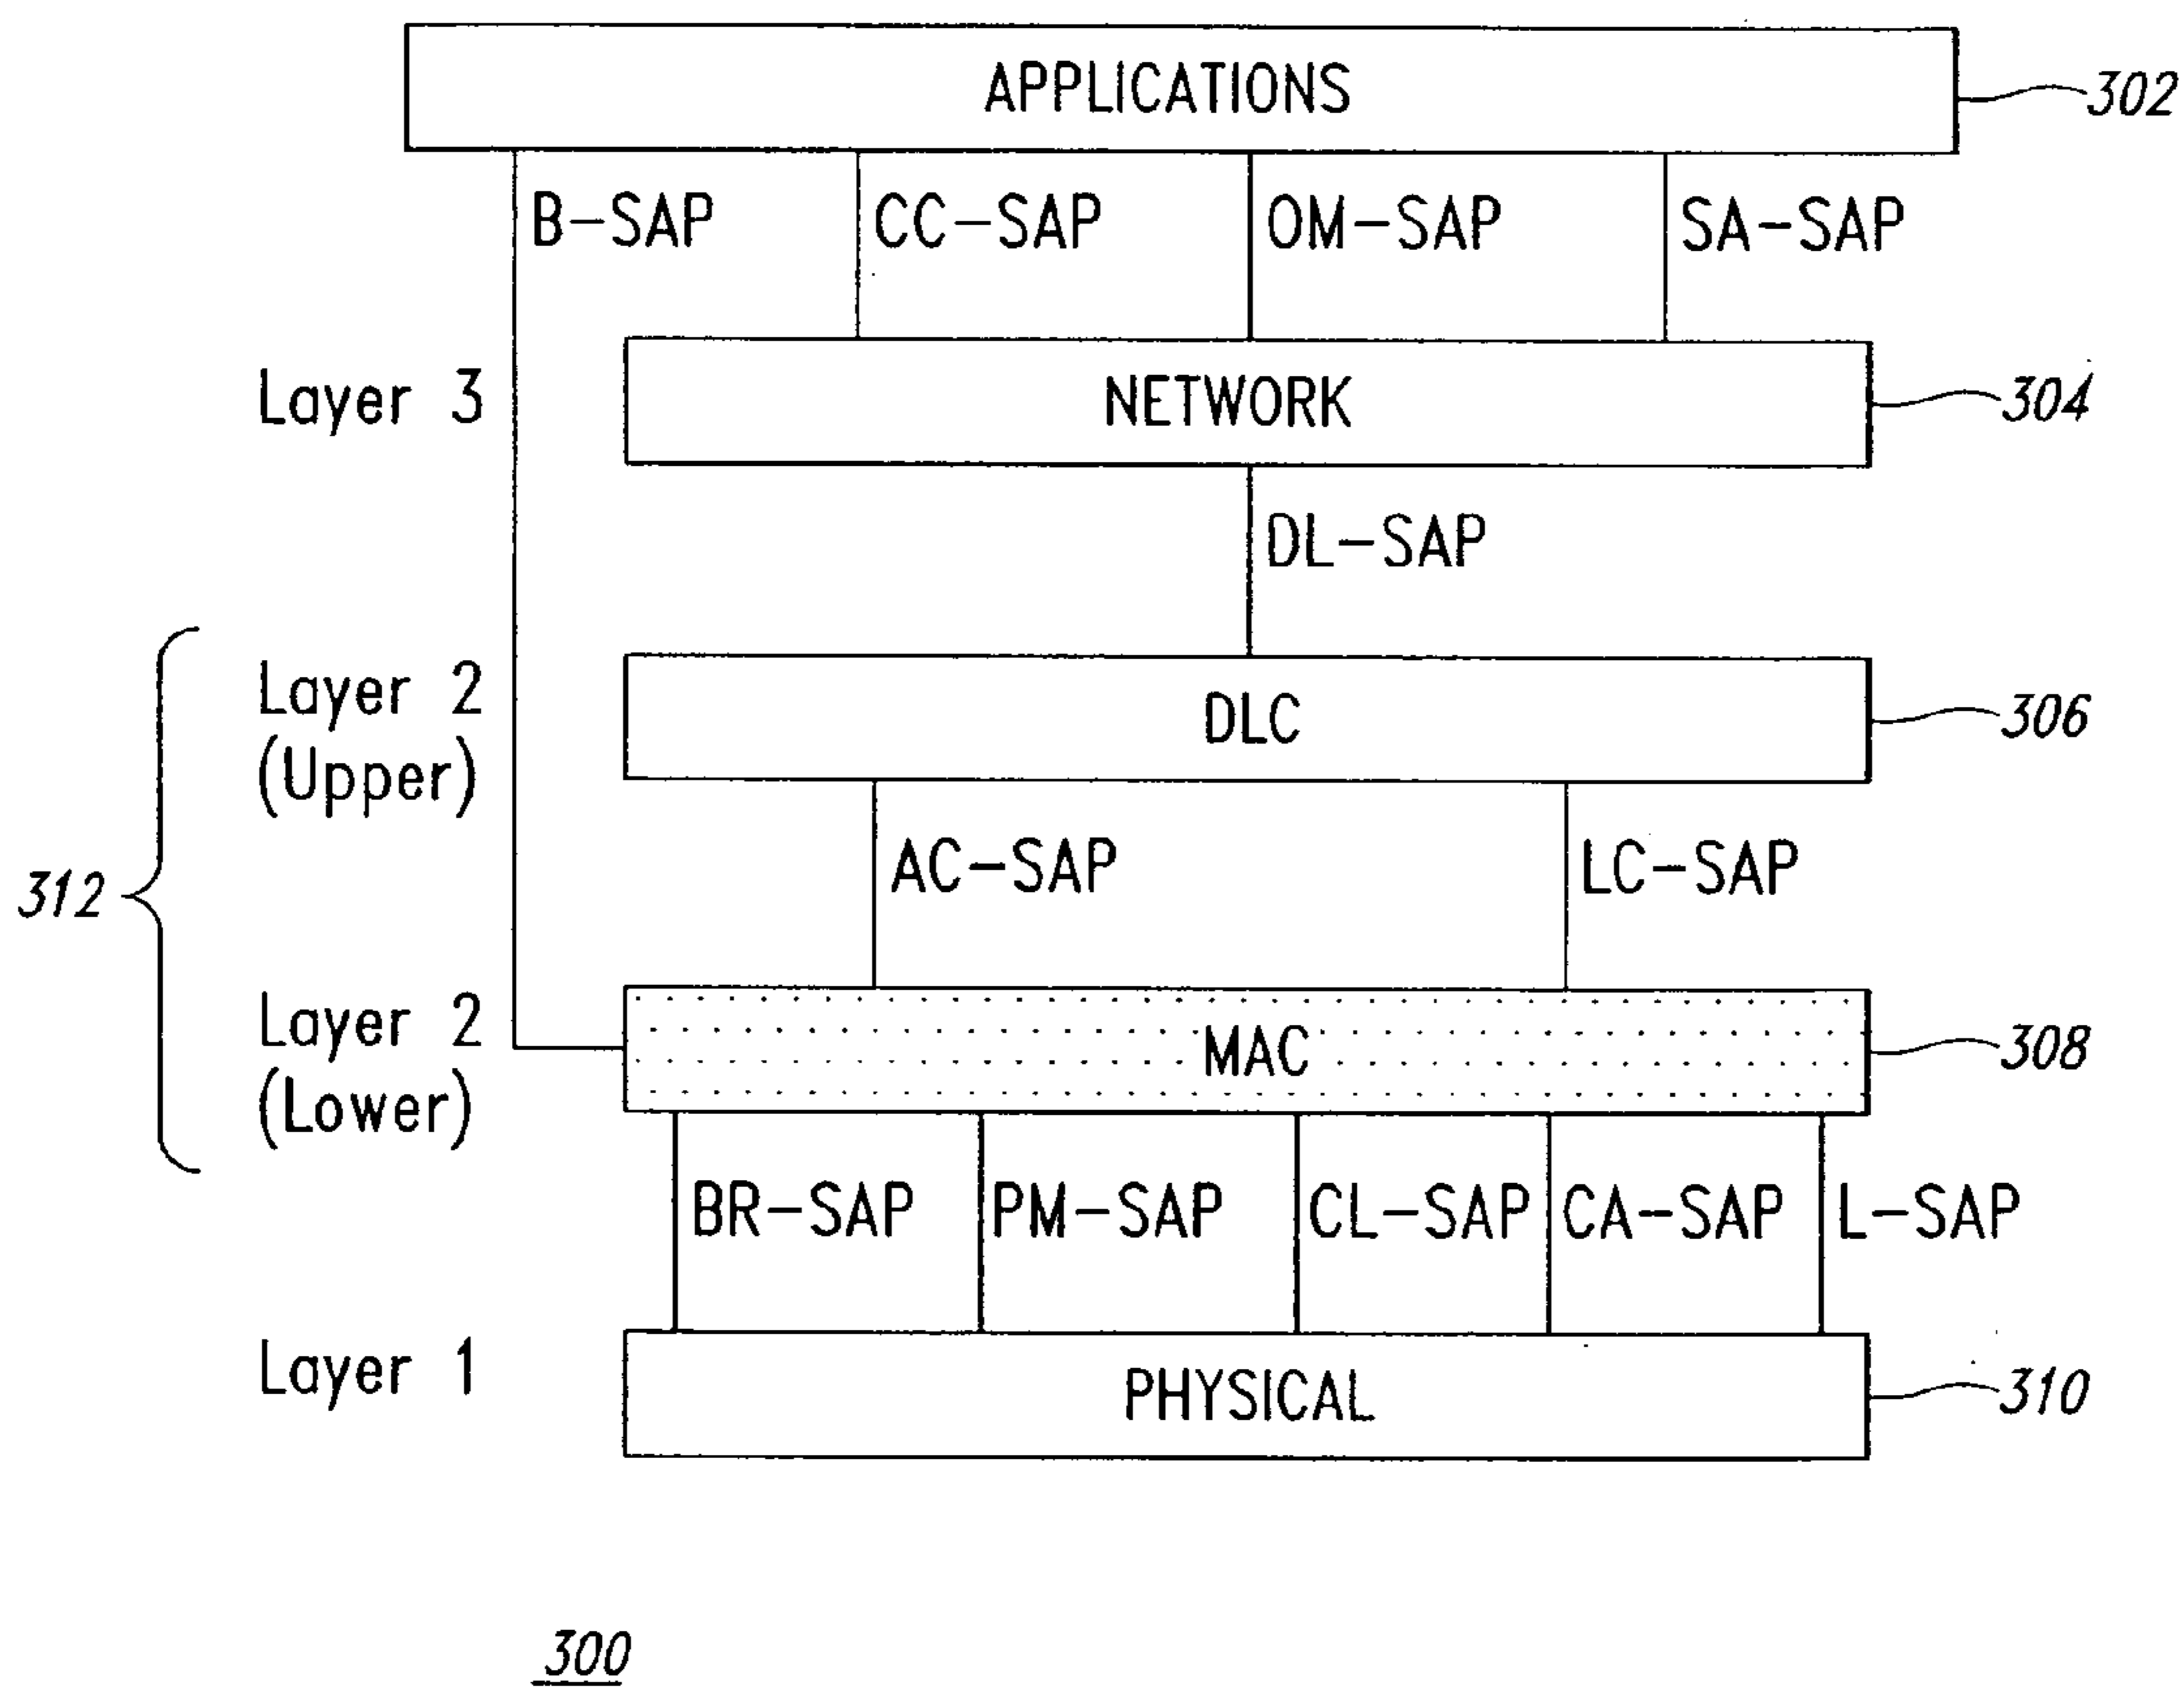 APPLICATIONS
302
B-SAP
CC-SAP
OM-SAP
SA-SAP
Layer 3
NETWORK
304
DL-SAP
Layer 2
(Upper)
DLC
306
312
AC-SAP
LC-SAP
Layer 2
(Lower)
MAC
308
BR-SAP
PM-SAP
CL-SAP
CA-SAP
L-SAP
Layer 1
PHYSICAL
310
300